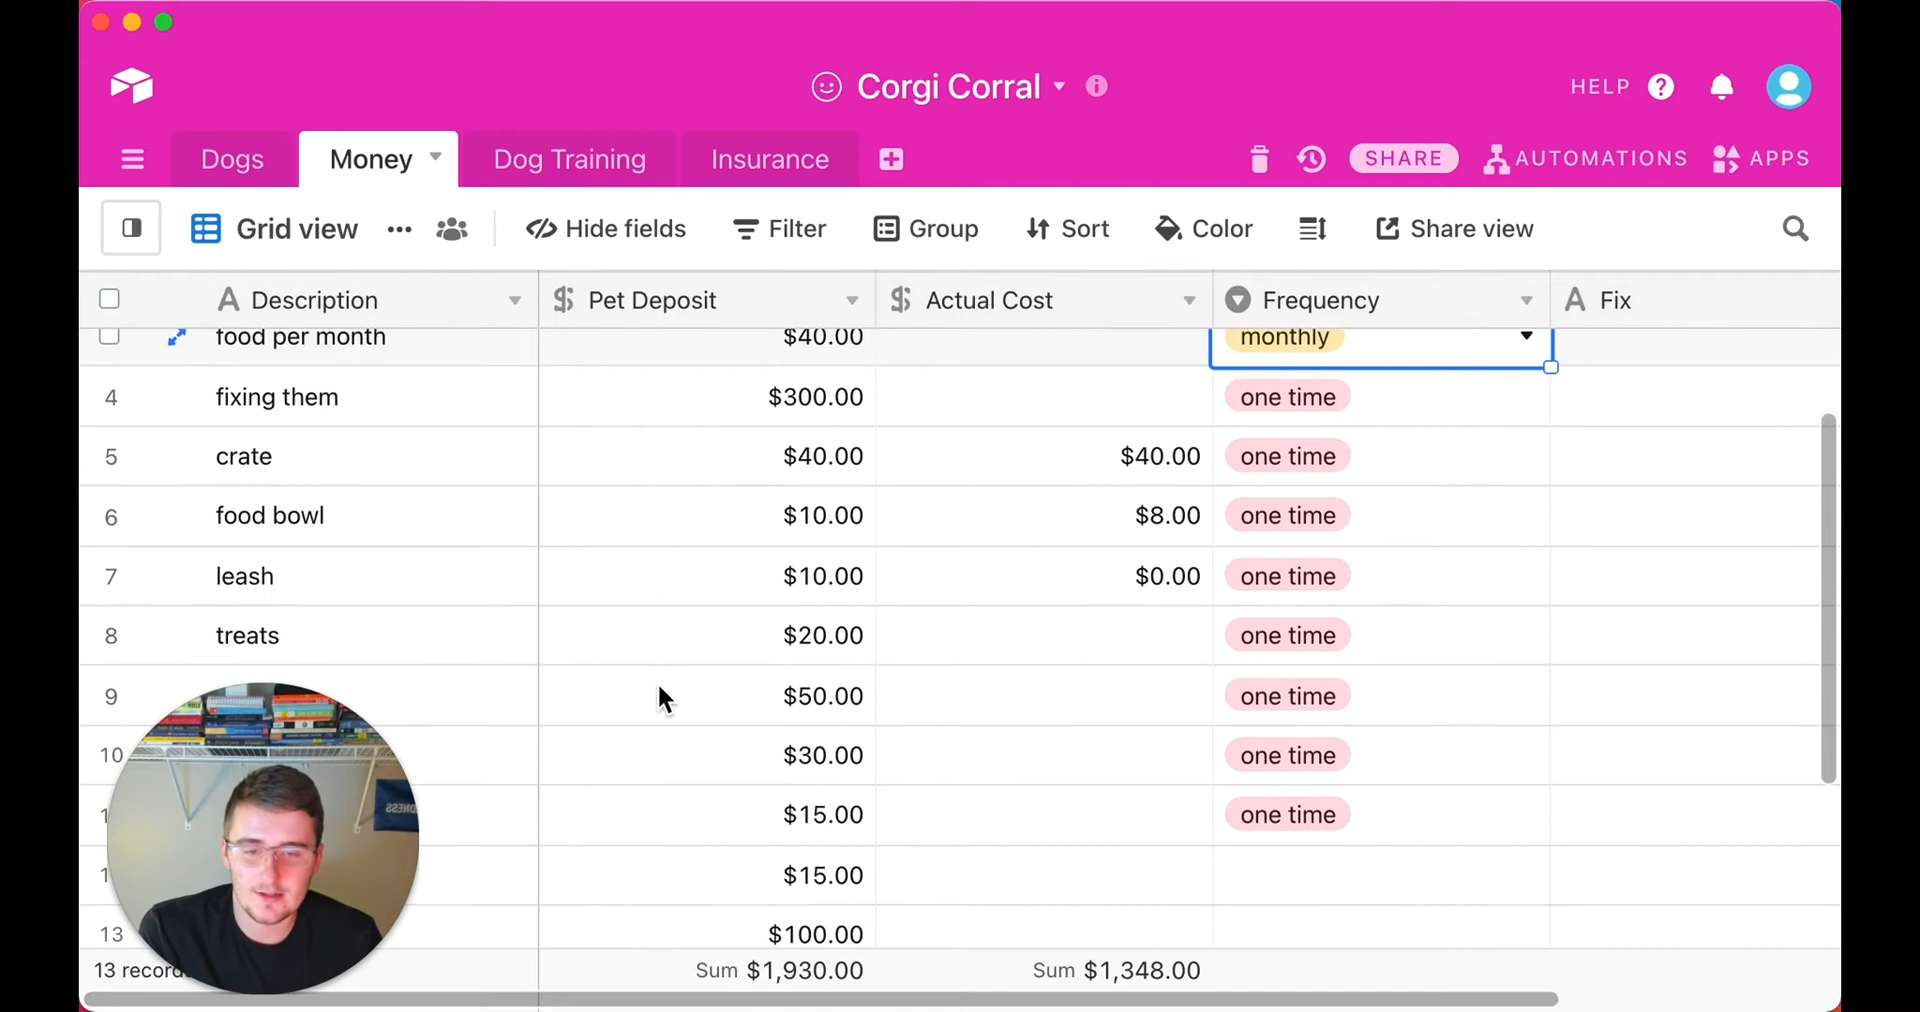 Corgi Corral
HELP
Dogs
Money
Dog Training
Insurance
SHARE
AUTOMATIONS
APPS
Grid view
Hide fields
Filter
Group
Sort
Color
Share view
Description
Pet Deposit
Actual Cost
Frequency
Fix
food per month $40.00 monthly
4 fixing them $300.00 one time
5 crate $40.00 $40.00 one time
6 food bowl $10.00 $8.00 one time
7 leash $10.00 $0.00 one time
8 treats $20.00 one time
9 $50.00 one time
10 $30.00 one time
$15.00 one time
$15.00
13 $100.00
13 Sum $1,930.00 Sum $1,348.00